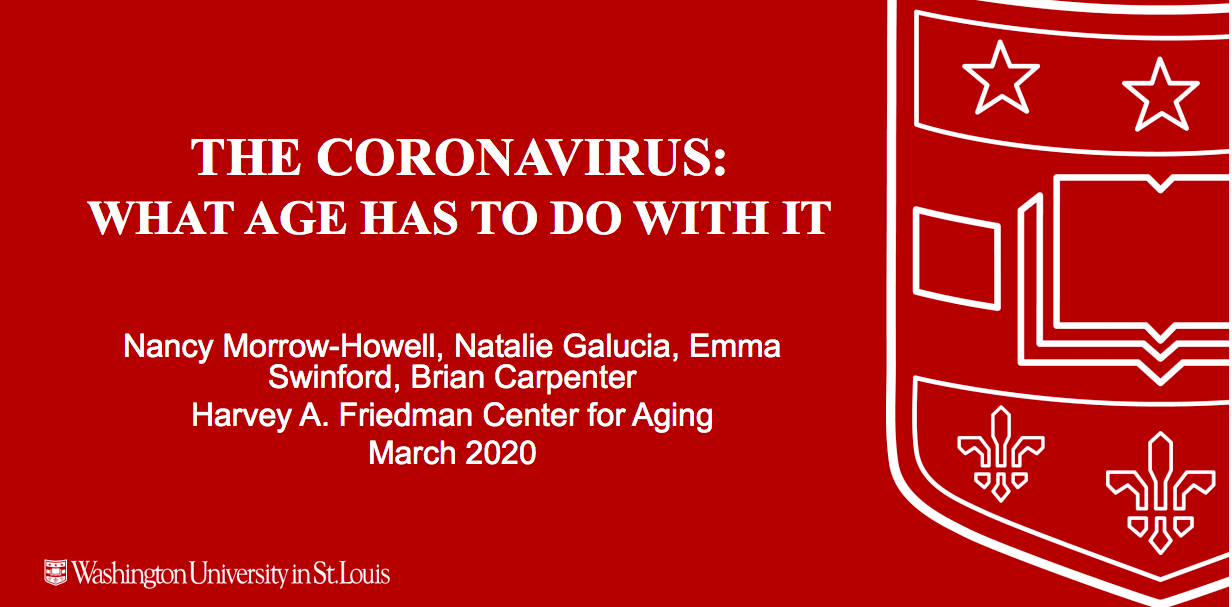 THE CORONAVIRUS:
WHAT AGE HAS TO DO WITH IT
Nancy Morrow-Howell, Natalie Galucia, Emma
Swinford, Brian Carpenter
Harvey A. Friedman Center for Aging
March 2020
Washington University in St. Louis